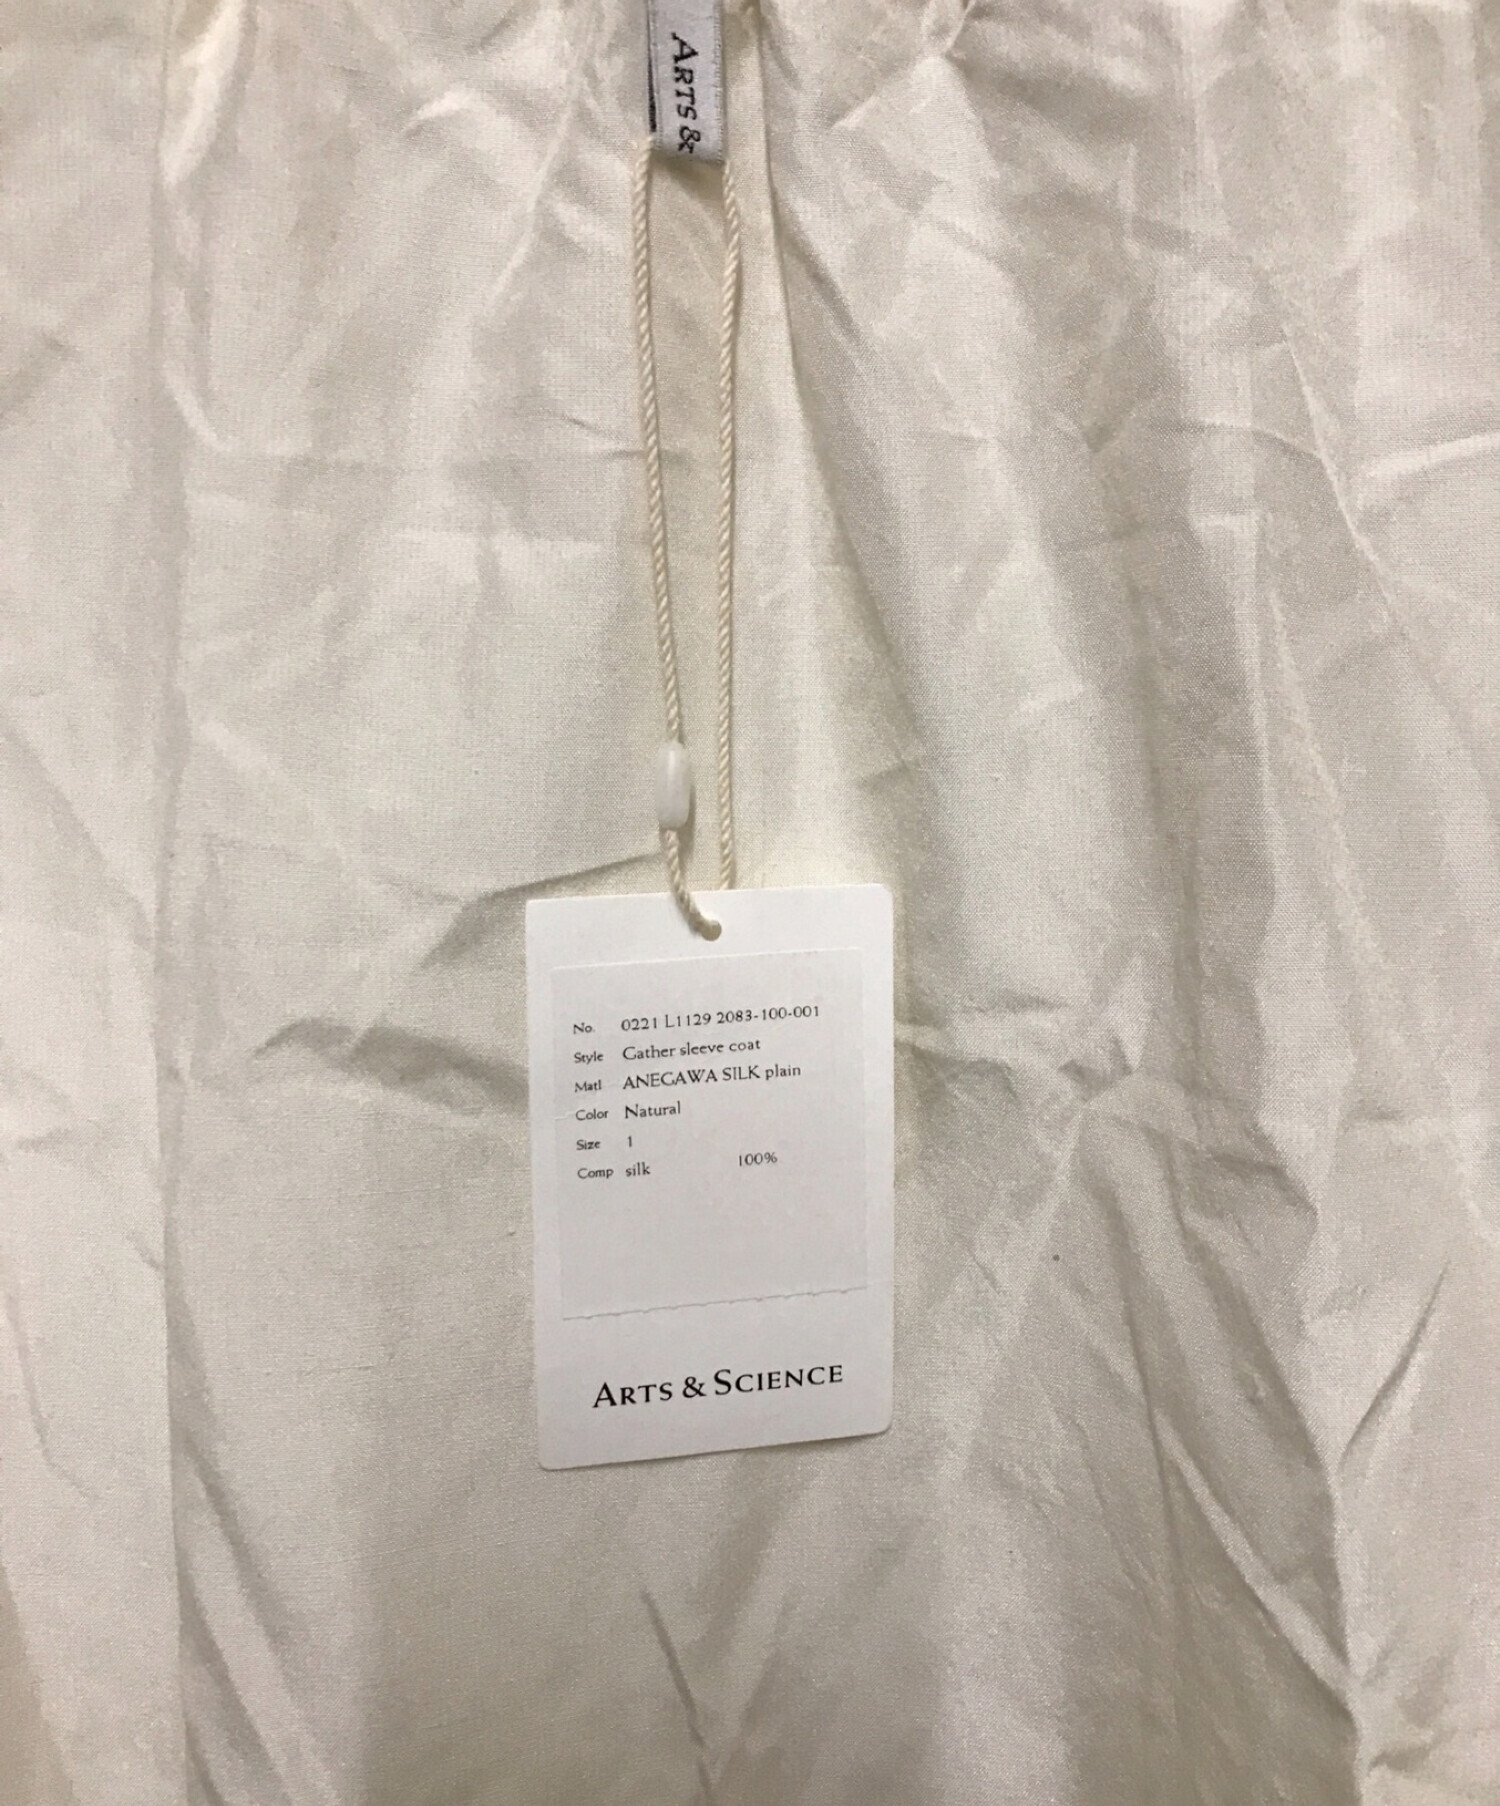 ARTS &
No. 0221 L1129 2083-100-001
Style Gather sleeve coat
Matl ANEGAWA SILK plain
Color Natural
Size 1
Comp silk 100%
ARTS & SCIENCE